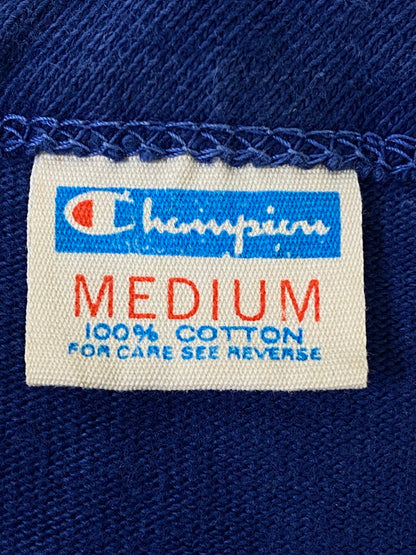 Champion
MEDIUM
100% COTTON
FOR CARE SEE REVERSE